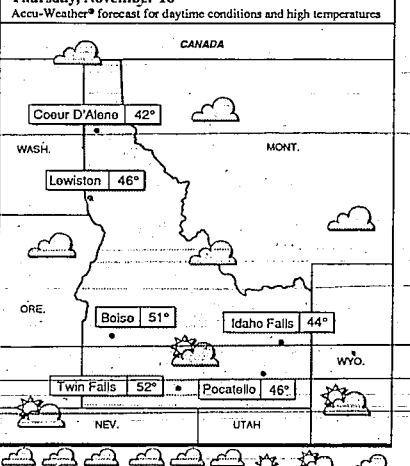 Thursday, November 16
Accu-Weather® forecast for daytime conditions and high temperatures
CANADA
Coeur D'Alene 42°
WASH.
MONT.
Lewiston 46°
ORE.
Boise 51°
Idaho Falls 44°
WYO.
Twin Falls 52°
Pocatello 46°
NEV.
UTAH